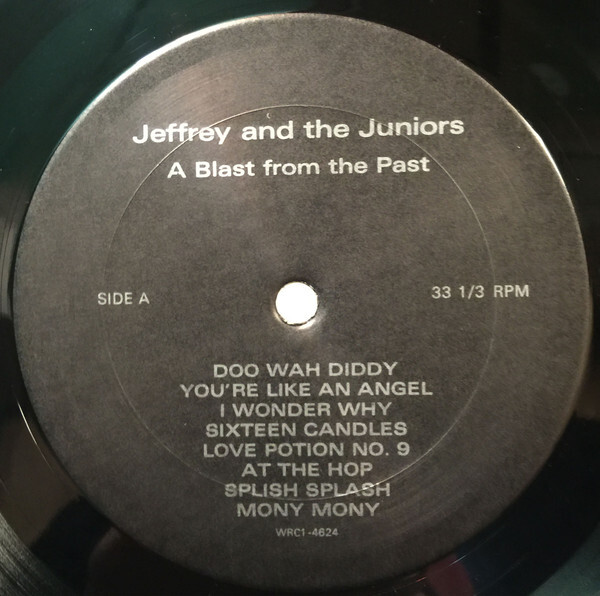 Jeffrey and the Juniors
A Blast from the Past
SIDE A
33 1/3 RPM
DOO WAH DIDDY
YOU'RE LIKE AN ANGEL
I WONDER WHY
SIXTEEN CANDLES
LOVE POTION NO. 9
AT THE HOP
SPLISH SPLASH
MONY MONY
WRC1-4624